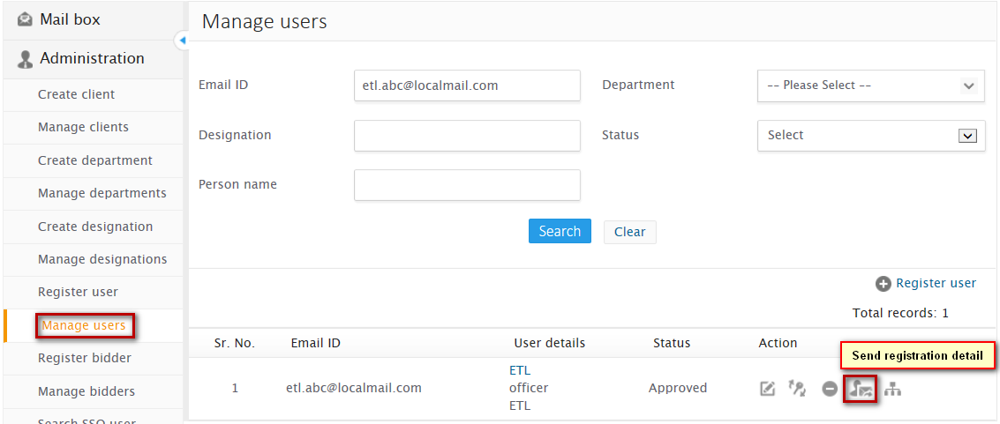 Mail box
Administration
Create client
Manage clients
Create department
Manage departments
Create designation
Manage designations
Register user
Manage users
Register bidder
Manage bidders
Search SSO user
Manage users
Email ID etl.abc@localmail.com Department -- Please Select --
Designation Status Select
Person name
Search Clear
Register user
Total records: 1
Sr. No. Email ID User details Status Action
Send registration detail
1 etl.abc@localmail.com ETL officer ETL Approved